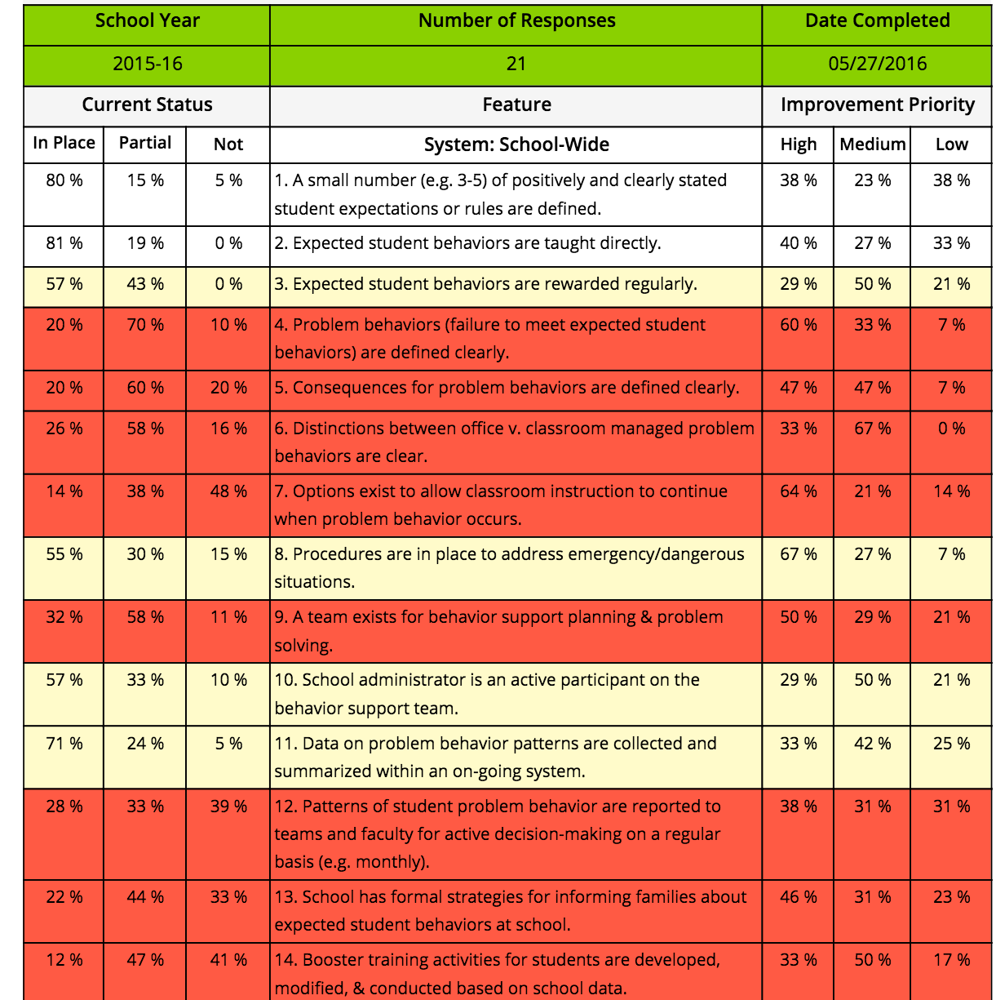 School Year Number of Responses Date Completed
2015-16 21 05/27/2016
Current Status Feature Improvement Priority
In Place Partial Not System: School-Wide High Medium Low
80 % 15 % 5 % 1. A small number (e.g. 3-5) of positively and clearly stated 38 % 23 % 38 %
student expectations or rules are defined.
81 % 19 % 0 % 2. Expected student behaviors are taught directly. 40 % 27 % 33 %
57 % 43 % 0 % 3. Expected student behaviors are rewarded regularly. 29 % 50 % 21 %
20 % 70 % 10 % 4. Problem behaviors (failure to meet expected student 60 % 33 % 7 %
behaviors) are defined clearly.
20 % 60 % 20 % 5. Consequences for problem behaviors are defined clearly. 47 % 47 % 7 %
26 % 58 % 16 % 6. Distinctions between office v. classroom managed problem 33 % 67 % 0 %
behaviors are clear.
14 % 38 % 48 % 7. Options exist to allow classroom instruction to continue 64 % 21 % 14 %
when problem behavior occurs.
55 % 30 % 15 % 8. Procedures are in place to address emergency/dangerous 67 % 27 % 7 %
situations.
32 % 58 % 11 % 9. A team exists for behavior support planning & problem 50 % 29 % 21 %
solving.
57 % 33 % 10 % 10. School administrator is an active participant on the 29 % 50 % 21 %
behavior support team.
71 % 24 % 5 % 11. Data on problem behavior patterns are collected and 33 % 42 % 25 %
summarized within an on-going system.
28 % 33 % 39 % 12. Patterns of student problem behavior are reported to 38 % 31 % 31 %
teams and faculty for active decision-making on a regular
basis (e.g. monthly).
22 % 44 % 33 % 13. School has formal strategies for informing families about 46 % 31 % 23 %
expected student behaviors at school.
12 % 47 % 41 % 14. Booster training activities for students are developed, 33 % 50 % 17 %
modified, & conducted based on school data.